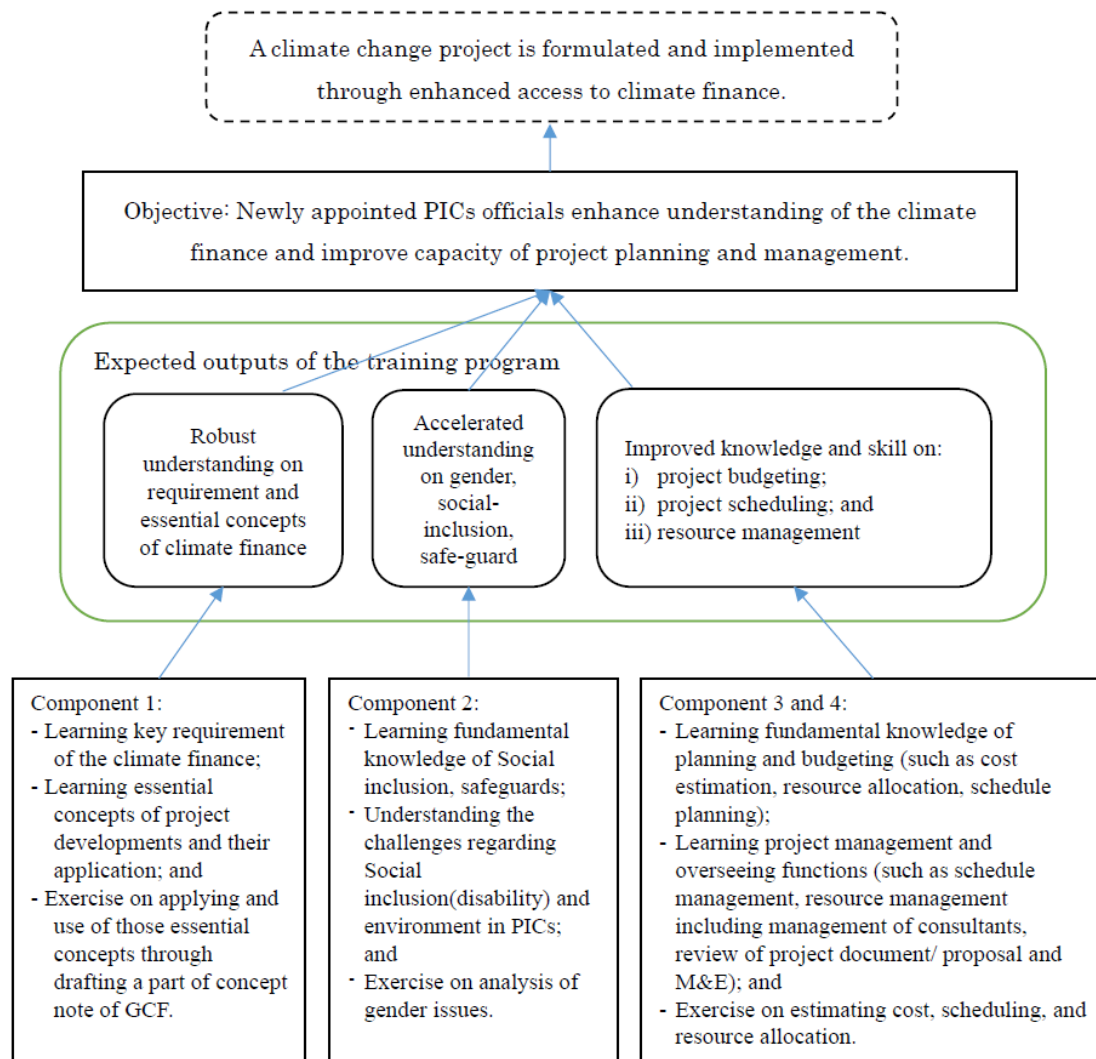 A climate change project is formulated and implemented
through enhanced access to climate finance.
Objective: Newly appointed PICs officials enhance understanding of the climate
finance and improve capacity of project planning and management.
Expected outputs of the training program
Robust
understanding on
requirement and
essential concepts
of climate finance
Accelerated
understanding
on gender,
social-
inclusion,
safe-guard
Improved knowledge and skill on:
i) project budgeting;
ii) project scheduling; and
iii) resource management
Component 1:
- Learning key requirement
of the climate finance;
- Learning essential
concepts of project
developments and their
application; and
- Exercise on applying and
use of those essential
concepts through
drafting a part of concept
note of GCF.
Component 2:
- Learning fundamental
knowledge of Social
inclusion, safeguards;
- Understanding the
challenges regarding
Social
inclusion(disability) and
environment in PICs;
and
- Exercise on analysis of
gender issues.
Component 3 and 4:
- Learning fundamental knowledge of
planning and budgeting (such as cost
estimation, resource allocation, schedule
planning);
- Learning project management and
overseeing functions (such as schedule
management, resource management
including management of consultants,
review of project document/ proposal and
M&E); and
- Exercise on estimating cost, scheduling, and
resource allocation.